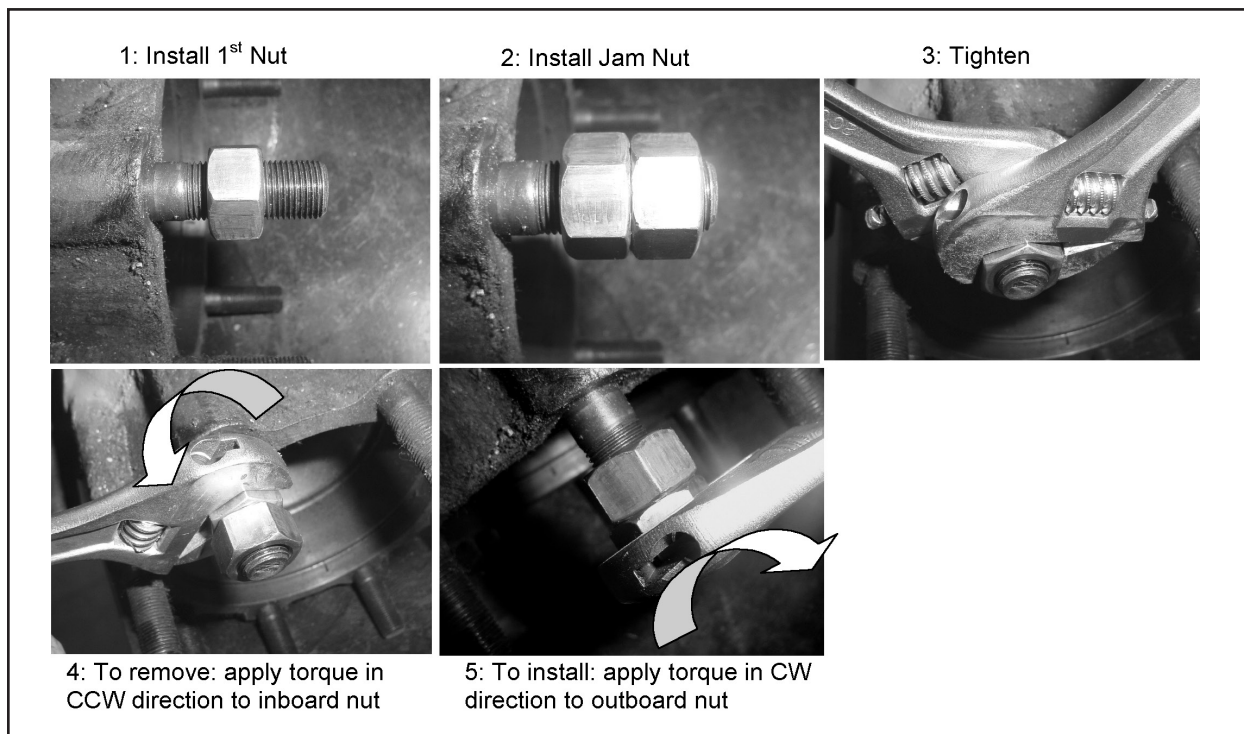 1: Install 1st Nut
2: Install Jam Nut
3: Tighten
4: To remove: apply torque in
CCW direction to inboard nut
5: To install: apply torque in CW
direction to outboard nut